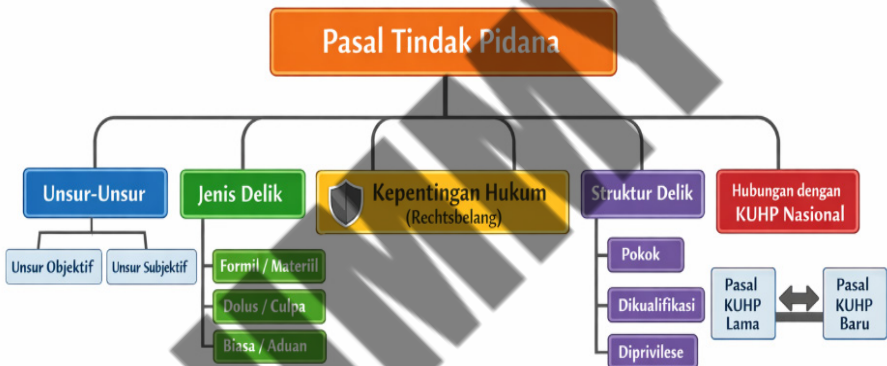 Pasal Tindak Pidana
Unsur-Unsur
Jenis Delik
Kepentingan Hukum
(Rechtsbelang)
Struktur Delik
Hubungan dengan
KUHP Nasional
Unsur Objektif
Unsur Subjektif
Formil / Materiil
Dolus / Culpa
Biasa / Aduan
Pokok
Dikualifikasi
Diprivilese
Pasal
KUHP
Lama
Pasal
KUHP
Baru